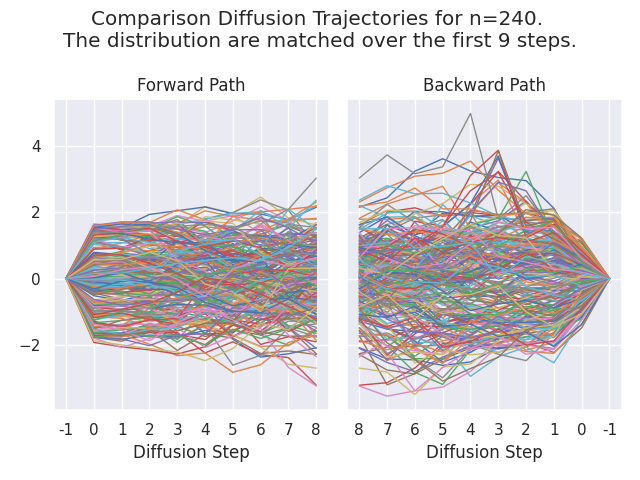 Comparison Diffusion Trajectories for n=240.
The distribution are matched over the first 9 steps.
Forward Path
Backward Path
4
2
0
−2
-1 0 1 2 3 4 5 6 7 8
8 7 6 5 4 3 2 1 0 -1
Diffusion Step
Diffusion Step